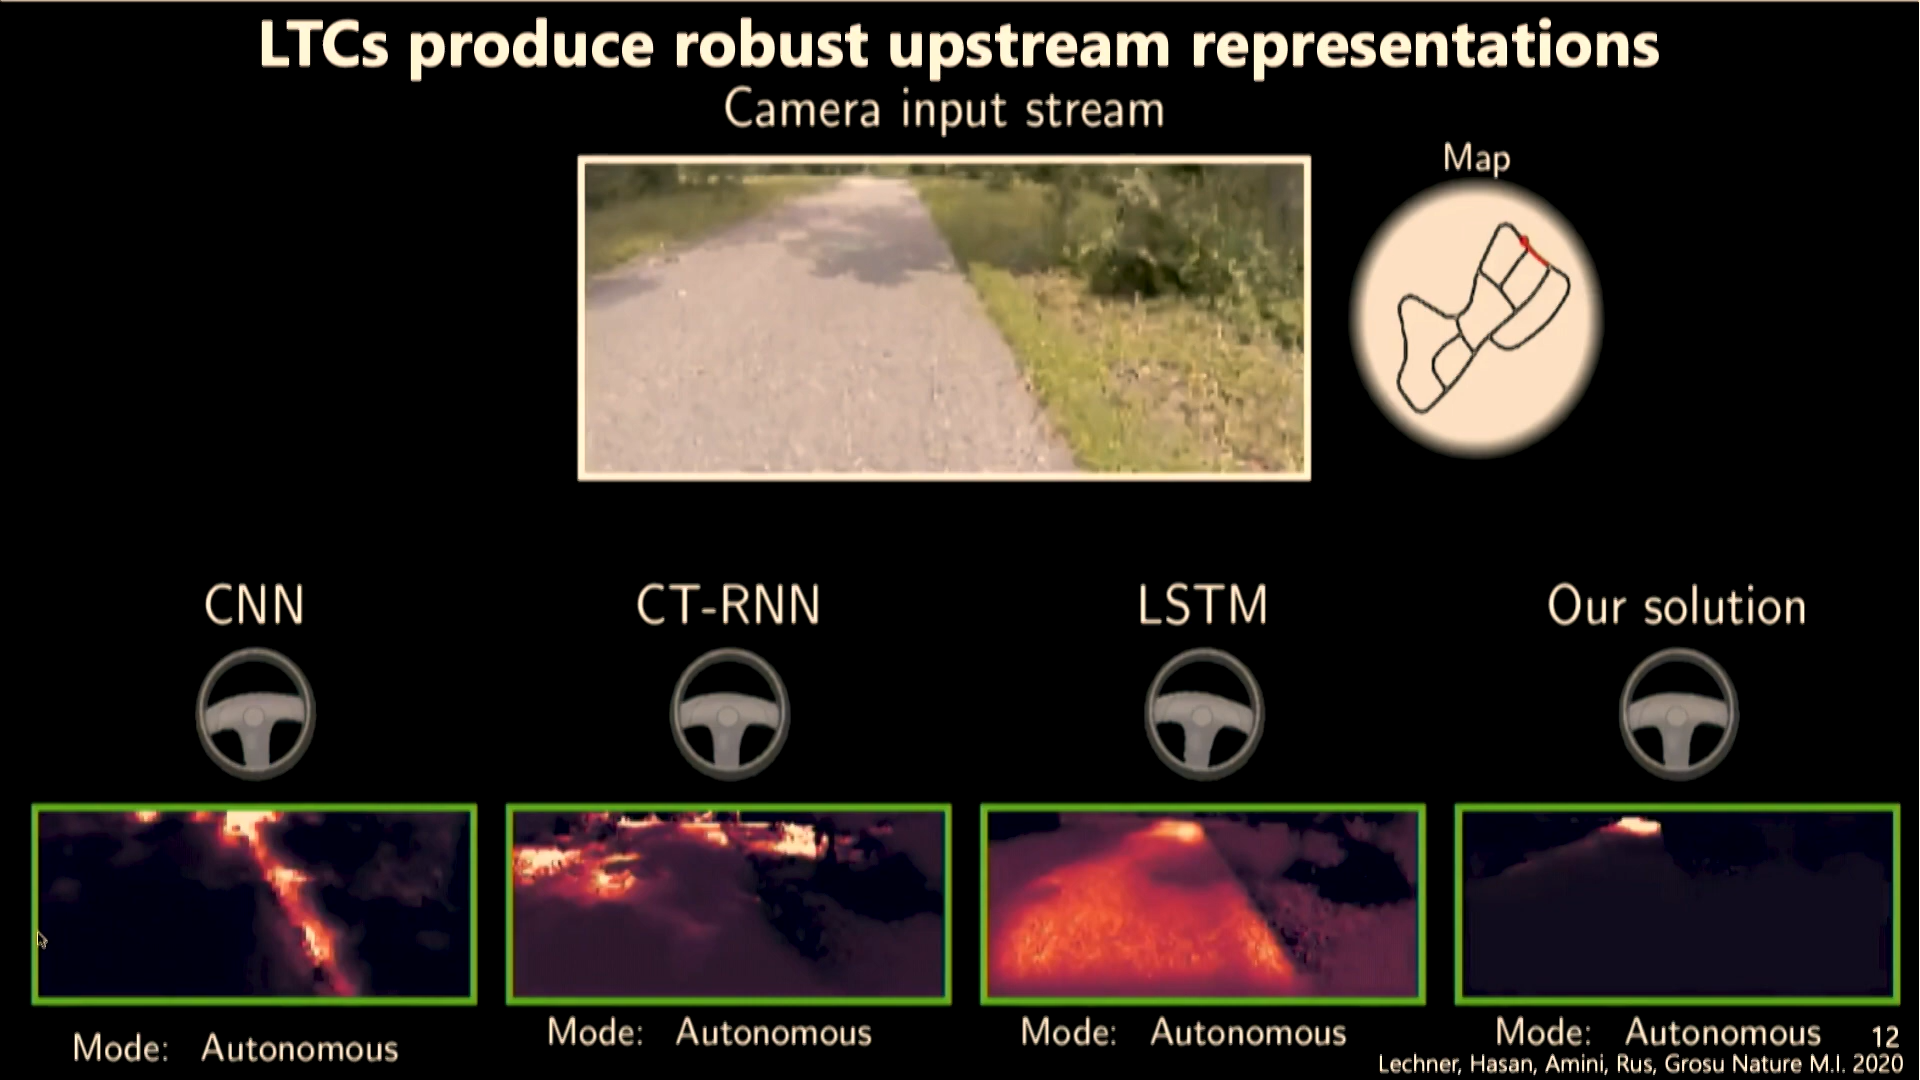 LTCs produce robust upstream representations
Camera input stream
Map
CNN
CT-RNN
LSTM
Our solution
Mode: Autonomous
Mode: Autonomous
Mode: Autonomous
Mode: Autonomous
12
Lechner, Hasan, Amini, Rus, Grosu Nature M.I. 2020